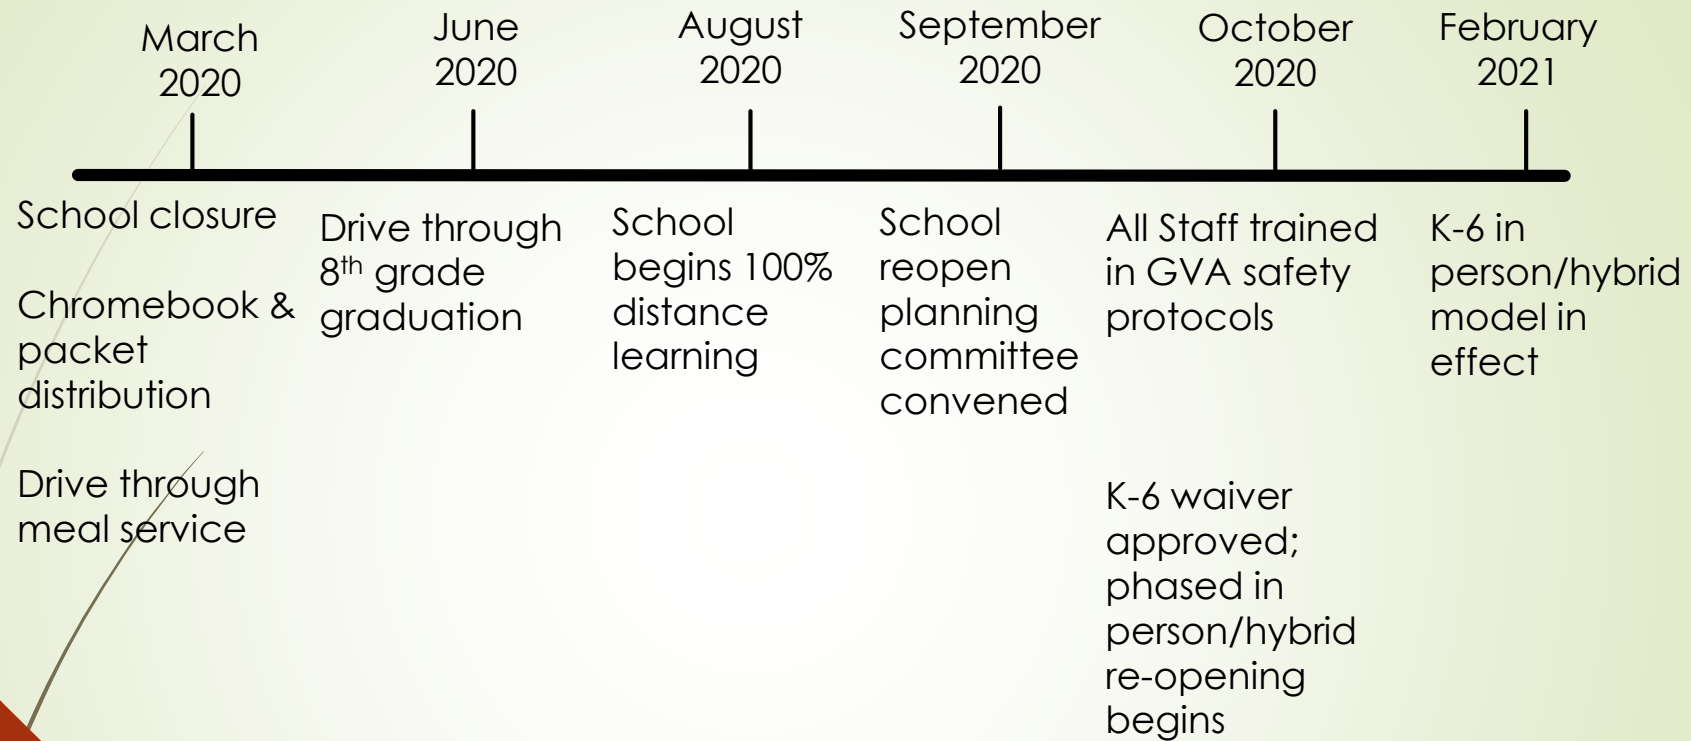 March
2020
June
2020
August
2020
September
2020
October
2020
February
2021
School closure
Chromebook &
packet
distribution
Drive through
meal service
Drive through
8th grade
graduation
School
begins 100%
distance
learning
School
reopen
planning
committee
convened
All Staff trained
in GVA safety
protocols
K-6 waiver
approved;
phased in
person/hybrid
re-opening
begins
K-6 in
person/hybrid
model in
effect